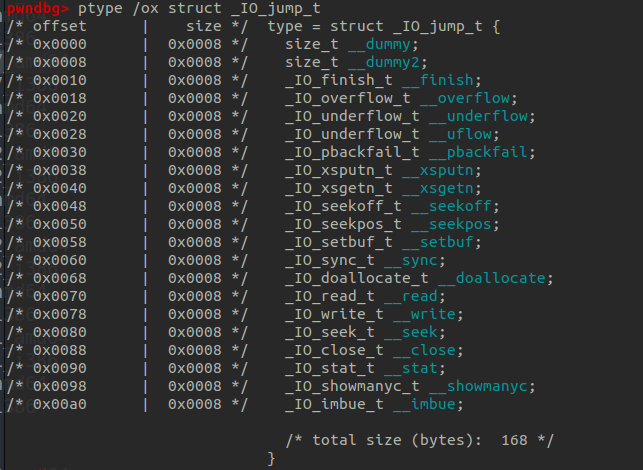 pwndbg> ptype /ox struct _IO_jump_t
/* offset      |    size */  type = struct _IO_jump_t {
/* 0x0000      |  0x0008 */    size_t __dummy;
/* 0x0008      |  0x0008 */    size_t __dummy2;
/* 0x0010      |  0x0008 */    _IO_finish_t __finish;
/* 0x0018      |  0x0008 */    _IO_overflow_t __overflow;
/* 0x0020      |  0x0008 */    _IO_underflow_t __underflow;
/* 0x0028      |  0x0008 */    _IO_underflow_t __uflow;
/* 0x0030      |  0x0008 */    _IO_pbackfail_t __pbackfail;
/* 0x0038      |  0x0008 */    _IO_xsputn_t __xsputn;
/* 0x0040      |  0x0008 */    _IO_xsgetn_t __xsgetn;
/* 0x0048      |  0x0008 */    _IO_seekoff_t __seekoff;
/* 0x0050      |  0x0008 */    _IO_seekpos_t __seekpos;
/* 0x0058      |  0x0008 */    _IO_setbuf_t __setbuf;
/* 0x0060      |  0x0008 */    _IO_sync_t __sync;
/* 0x0068      |  0x0008 */    _IO_doallocate_t __doallocate;
/* 0x0070      |  0x0008 */    _IO_read_t __read;
/* 0x0078      |  0x0008 */    _IO_write_t __write;
/* 0x0080      |  0x0008 */    _IO_seek_t __seek;
/* 0x0088      |  0x0008 */    _IO_close_t __close;
/* 0x0090      |  0x0008 */    _IO_stat_t __stat;
/* 0x0098      |  0x0008 */    _IO_showmanyc_t __showmanyc;
/* 0x00a0      |  0x0008 */    _IO_imbue_t __imbue;
/* total size (bytes):  168 */
}